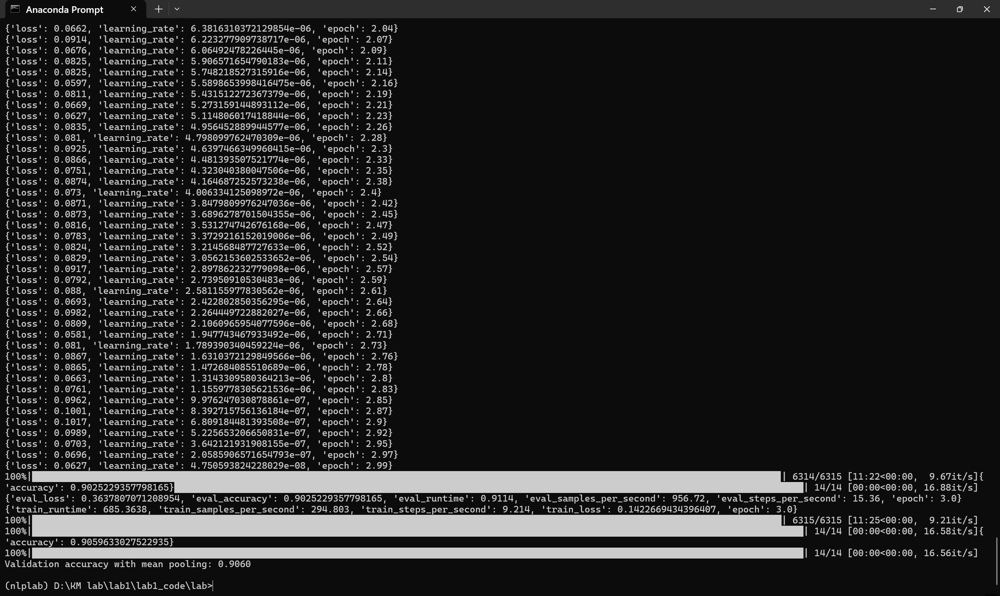 Anaconda Prompt
{'loss': 0.0662, 'learning_rate': 6.3816310372129854e-06, 'epoch': 2.04}
{'loss': 0.0914, 'learning_rate': 6.223277909738717e-06, 'epoch': 2.07}
{'loss': 0.0676, 'learning_rate': 6.06492478226445e-06, 'epoch': 2.09}
{'loss': 0.0825, 'learning_rate': 5.906571654790183e-06, 'epoch': 2.11}
{'loss': 0.0825, 'learning_rate': 5.748218527315916e-06, 'epoch': 2.14}
{'loss': 0.0597, 'learning_rate': 5.5898653998416475e-06, 'epoch': 2.16}
{'loss': 0.0811, 'learning_rate': 5.431512272367379e-06, 'epoch': 2.19}
{'loss': 0.0669, 'learning_rate': 5.273159144893112e-06, 'epoch': 2.21}
{'loss': 0.0627, 'learning_rate': 5.114806017418844e-06, 'epoch': 2.23}
{'loss': 0.0835, 'learning_rate': 4.956452889944577e-06, 'epoch': 2.26}
{'loss': 0.081, 'learning_rate': 4.798099762470309e-06, 'epoch': 2.28}
{'loss': 0.0925, 'learning_rate': 4.6397466349960415e-06, 'epoch': 2.3}
{'loss': 0.0866, 'learning_rate': 4.481393507521774e-06, 'epoch': 2.33}
{'loss': 0.0751, 'learning_rate': 4.323040380047506e-06, 'epoch': 2.35}
{'loss': 0.0874, 'learning_rate': 4.164687252573238e-06, 'epoch': 2.38}
{'loss': 0.073, 'learning_rate': 4.006334125098972e-06, 'epoch': 2.4}
{'loss': 0.0871, 'learning_rate': 3.8479809976247036e-06, 'epoch': 2.42}
{'loss': 0.0873, 'learning_rate': 3.6896278701504355e-06, 'epoch': 2.45}
{'loss': 0.0816, 'learning_rate': 3.531274742676168e-06, 'epoch': 2.47}
{'loss': 0.0783, 'learning_rate': 3.3729216152019006e-06, 'epoch': 2.49}
{'loss': 0.0824, 'learning_rate': 3.214568487727633e-06, 'epoch': 2.52}
{'loss': 0.0829, 'learning_rate': 3.0562153602533652e-06, 'epoch': 2.54}
{'loss': 0.0917, 'learning_rate': 2.897862232779098e-06, 'epoch': 2.57}
{'loss': 0.0792, 'learning_rate': 2.73950910530483e-06, 'epoch': 2.59}
{'loss': 0.088, 'learning_rate': 2.581155977830562e-06, 'epoch': 2.61}
{'loss': 0.0693, 'learning_rate': 2.422802850356295e-06, 'epoch': 2.64}
{'loss': 0.0982, 'learning_rate': 2.264449722882027e-06, 'epoch': 2.66}
{'loss': 0.0809, 'learning_rate': 2.1060965954077596e-06, 'epoch': 2.68}
{'loss': 0.0581, 'learning_rate': 1.947743467933492e-06, 'epoch': 2.71}
{'loss': 0.081, 'learning_rate': 1.789390340459224e-06, 'epoch': 2.73}
{'loss': 0.0867, 'learning_rate': 1.6310372129849566e-06, 'epoch': 2.76}
{'loss': 0.0865, 'learning_rate': 1.472684085510689e-06, 'epoch': 2.78}
{'loss': 0.0663, 'learning_rate': 1.3143309580364213e-06, 'epoch': 2.8}
{'loss': 0.0761, 'learning_rate': 1.1559778305621536e-06, 'epoch': 2.83}
{'loss': 0.0962, 'learning_rate': 9.976247030878861e-07, 'epoch': 2.85}
{'loss': 0.1001, 'learning_rate': 8.392715756136184e-07, 'epoch': 2.87}
{'loss': 0.1017, 'learning_rate': 6.809184481393508e-07, 'epoch': 2.9}
{'loss': 0.0989, 'learning_rate': 5.225653206650831e-07, 'epoch': 2.92}
{'loss': 0.0703, 'learning_rate': 3.642121931908155e-07, 'epoch': 2.95}
{'loss': 0.0696, 'learning_rate': 2.0585906571654793e-07, 'epoch': 2.97}
{'loss': 0.0627, 'learning_rate': 4.750593824228029e-08, 'epoch': 2.99}
100%| | 6314/6315 [11:22<00:00, 9.67it/s]{
'accuracy': 0.9025229357798165} | 14/14 [00:00<00:00, 16.88it/s]
{'eval_loss': 0.3637807071208954, 'eval_accuracy': 0.9025229357798165, 'eval_runtime': 0.9114, 'eval_samples_per_second': 956.72, 'eval_steps_per_second': 15.36, 'epoch': 3.0}
{'train_runtime': 685.3638, 'train_samples_per_second': 294.803, 'train_steps_per_second': 9.214, 'train_loss': 0.1422669434396407, 'epoch': 3.0}
100%| | 6315/6315 [11:25<00:00, 9.21it/s]
100%| | 14/14 [00:00<00:00, 16.58it/s]{
'accuracy': 0.9059633027522935}
100%| | 14/14 [00:00<00:00, 16.56it/s]
Validation accuracy with mean pooling: 0.9060
(nlplab) D:\KM lab\lab1\lab1_code\lab>